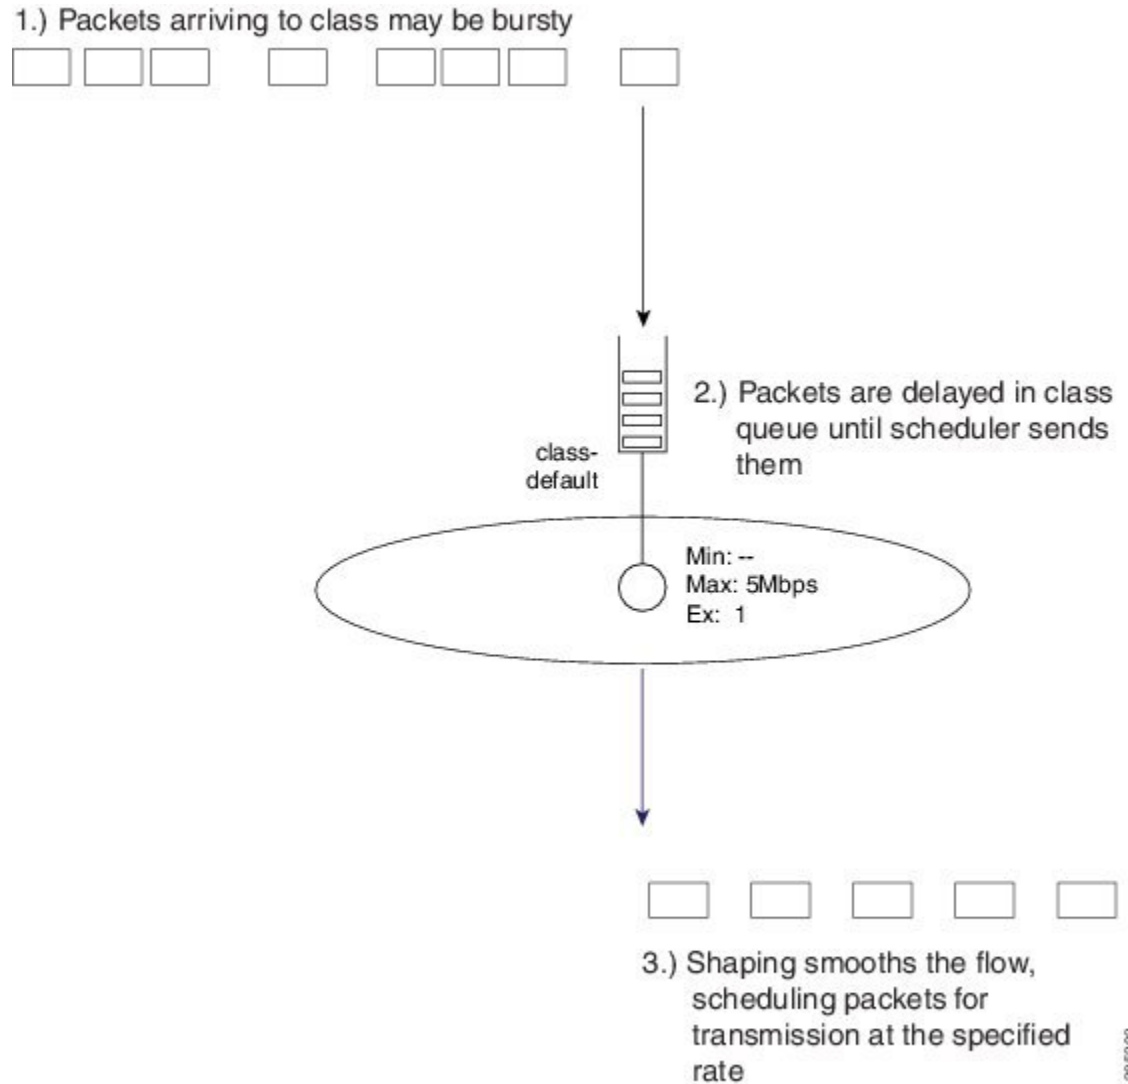 1.) Packets arriving to class may be bursty
2.) Packets are delayed in class
queue until scheduler sends
them
class-
default
Min: --
Max: 5Mbps
Ex: 1
3.) Shaping smooths the flow,
scheduling packets for
transmission at the specified
rate